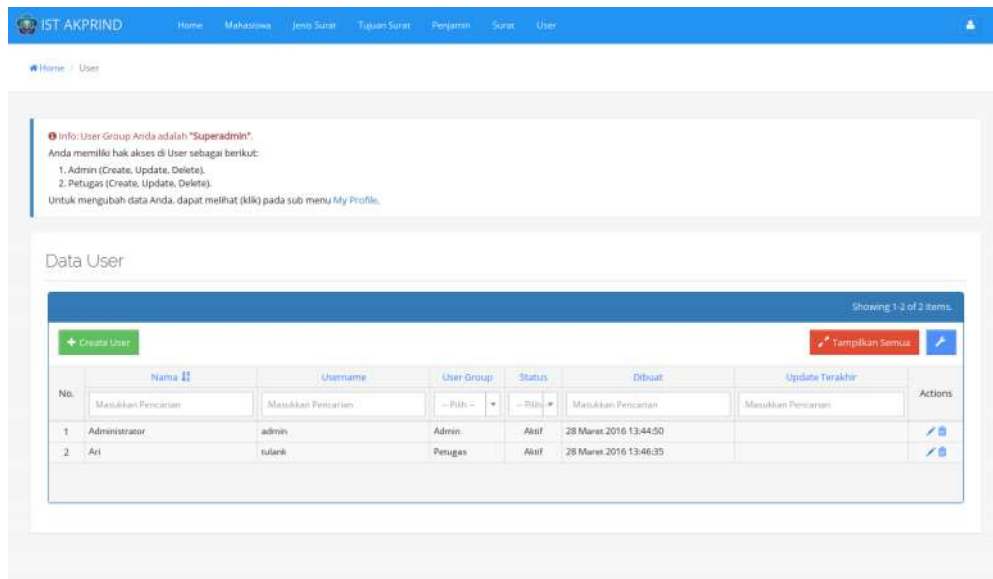 IST AKPRIND Home Mahasiswa Jenis Surat Tujuan Surat Penjamin Surat User
Home / User
Info: User Group Anda adalah "Superadmin".
Anda memiliki hak akses di User sebagai berikut:
1. Admin (Create, Update, Delete).
2. Petugas (Create, Update, Delete).
Untuk mengubah data Anda, dapat melihat (klik) pada sub menu My Profile.
Data User
Showing 1-2 of 2 items.
Create User Tampilkan Semua
No. Nama Username User Group Status Dibuat Update Terakhir Actions
Masukkan Pencarian Masukkan Pencarian -- Pilih -- -- Pilih Masukkan Pencarian Masukkan Pencarian
1 Administrator admin Admin Aktif 28 Maret 2016 13:44:50
2 Ari tulank Petugas Aktif 28 Maret 2016 13:46:35